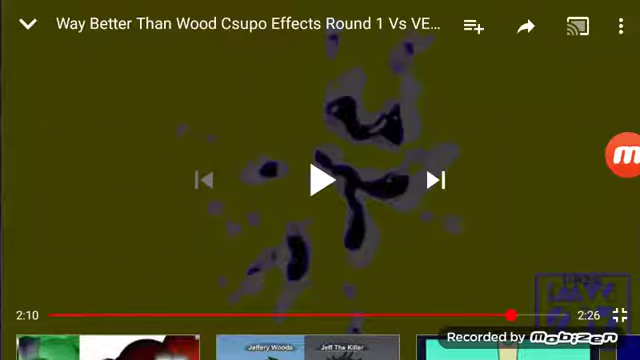 Way Better Than Wood Csupo Effects Round 1 Vs VE...
2:10
2:26
Jeffery Woods
Jeff The Killer
Recorded by
mobizen